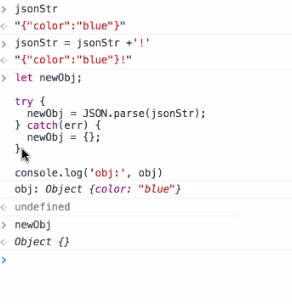 > jsonStr
< "{"color":"blue"}"
> jsonStr = jsonStr +'!'
< "{"color":"blue"}!"
> let newObj;

try {
  newObj = JSON.parse(jsonStr);
} catch(err) {
  newObj = {};
}

console.log('obj:', obj)
obj: Object {color: "blue"}
< undefined
> newObj
< Object {}
>